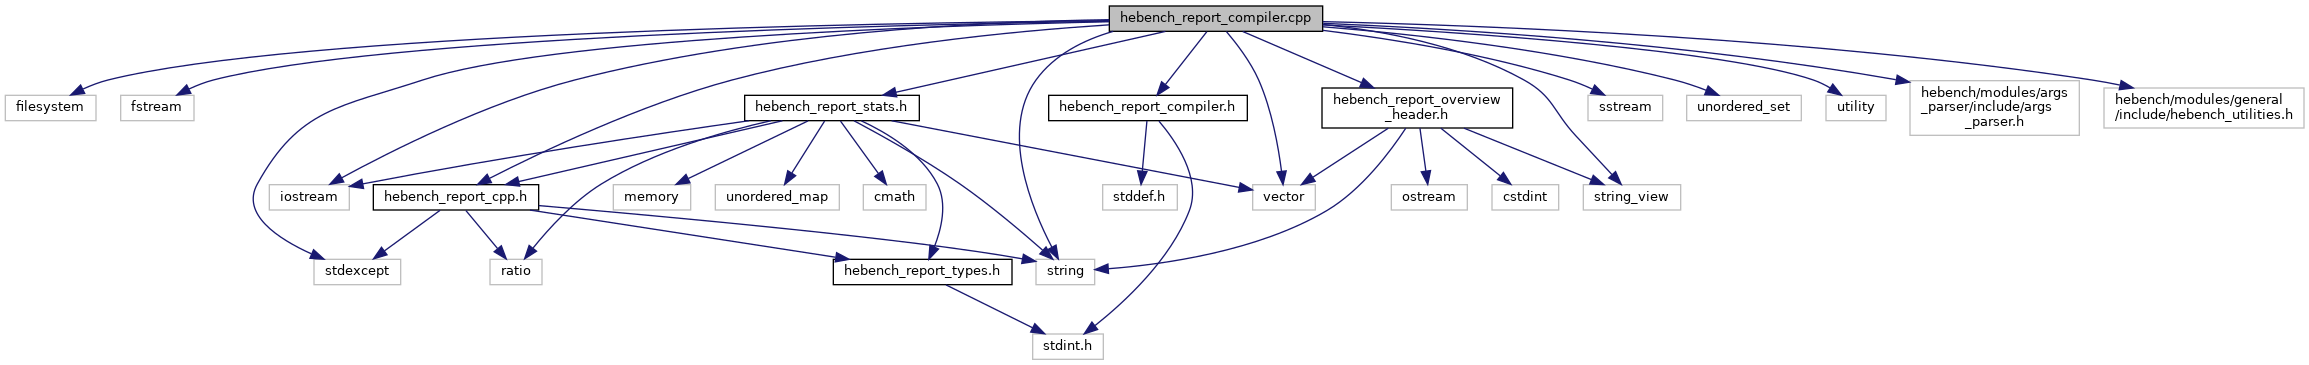 hebench_report_compiler.cpp
filesystem
fstream
hebench_report_stats.h
hebench_report_compiler.h
hebench_report_overview
_header.h
sstream
unordered_set
utility
hebench/modules/args
_parser/include/args
_parser.h
hebench/modules/general
/include/hebench_utilities.h
iostream
hebench_report_cpp.h
memory
unordered_map
cmath
stddef.h
vector
ostream
cstdint
string_view
stdexcept
ratio
hebench_report_types.h
string
stdint.h